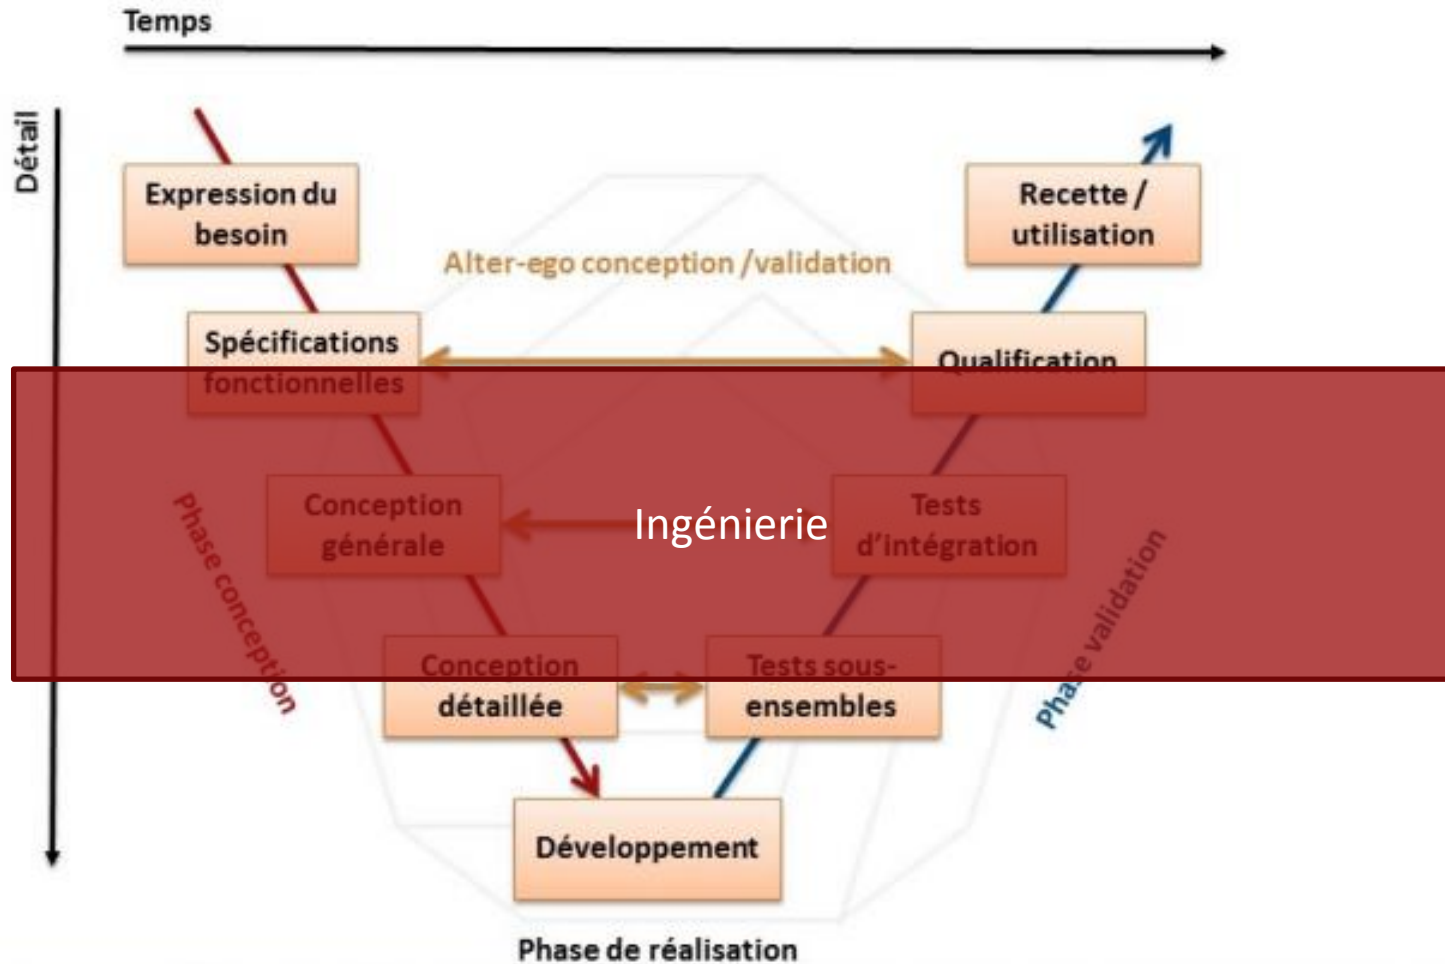 Temps
Détail
Expression du
besoin
Recette /
utilisation
Alter-ego conception /validation
Spécifications
fonctionnelles
Qualification
Conception
générale
Ingénierie
Tests
d'intégration
Phase conception
Phase validation
Conception
détaillée
Tests sous-
ensembles
Développement
Phase de réalisation